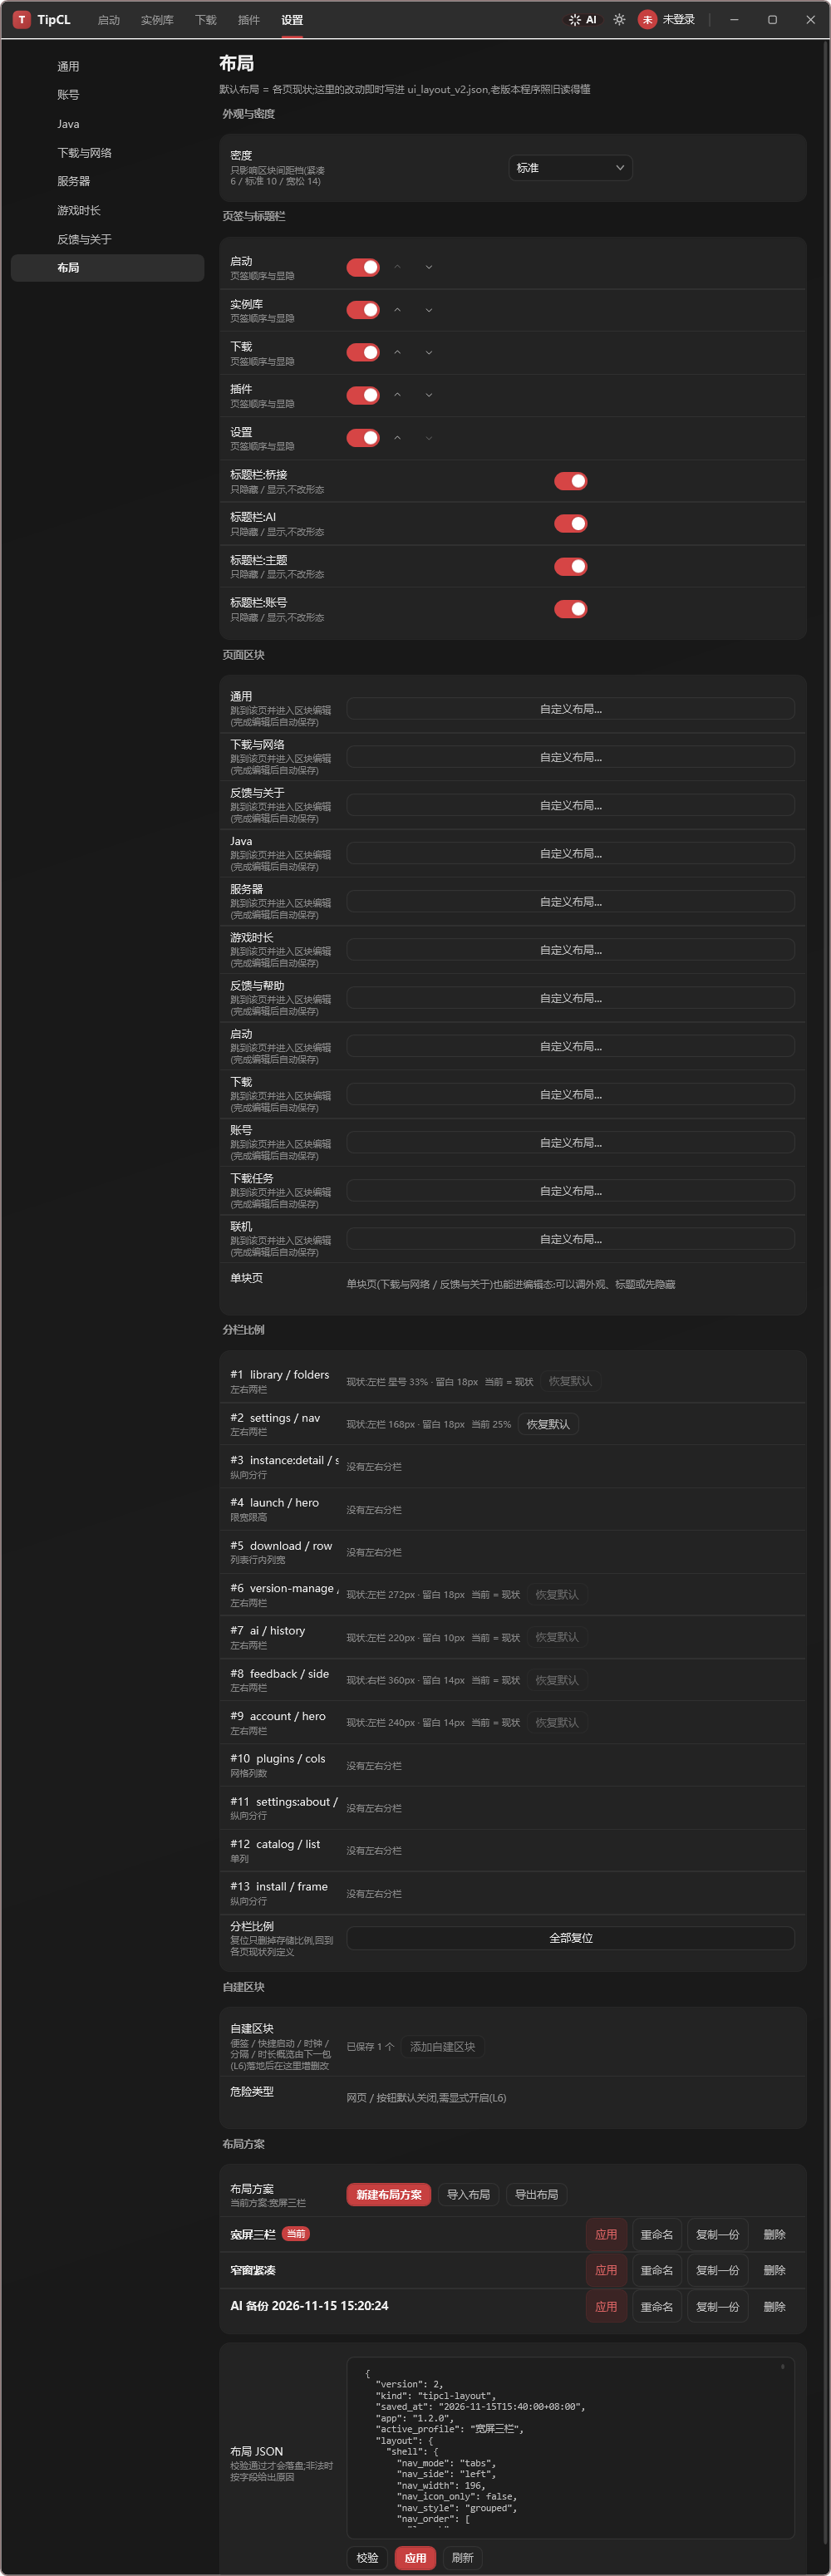 T TipCL 启动 实例库 下载 插件 设置 AI 未 未登录
通用
账号
Java
下载与网络
服务器
游戏时长
反馈与关于
布局
布局
默认布局 = 各页现状;这里的改动即时写进 ui_layout_v2.json,老版本程序照旧读得懂
外观与密度
密度
只影响区块间距档(紧凑
6 / 标准 10 / 宽松 14)
标准
页签与标题栏
启动
页签顺序与显隐
实例库
页签顺序与显隐
下载
页签顺序与显隐
插件
页签顺序与显隐
设置
页签顺序与显隐
标题栏:桥接
只隐藏 / 显示,不改形态
标题栏:AI
只隐藏 / 显示,不改形态
标题栏:主题
只隐藏 / 显示,不改形态
标题栏:账号
只隐藏 / 显示,不改形态
页面区块
通用
跳到该页并进入区块编辑
(完成编辑后自动保存)
自定义布局...
下载与网络
跳到该页并进入区块编辑
(完成编辑后自动保存)
自定义布局...
反馈与关于
跳到该页并进入区块编辑
(完成编辑后自动保存)
自定义布局...
Java
跳到该页并进入区块编辑
(完成编辑后自动保存)
自定义布局...
服务器
跳到该页并进入区块编辑
(完成编辑后自动保存)
自定义布局...
游戏时长
跳到该页并进入区块编辑
(完成编辑后自动保存)
自定义布局...
反馈与帮助
跳到该页并进入区块编辑
(完成编辑后自动保存)
自定义布局...
启动
跳到该页并进入区块编辑
(完成编辑后自动保存)
自定义布局...
下载
跳到该页并进入区块编辑
(完成编辑后自动保存)
自定义布局...
账号
跳到该页并进入区块编辑
(完成编辑后自动保存)
自定义布局...
下载任务
跳到该页并进入区块编辑
(完成编辑后自动保存)
自定义布局...
联机
跳到该页并进入区块编辑
(完成编辑后自动保存)
自定义布局...
单块页
单块页(下载与网络 / 反馈与关于)也能进编辑态:可以调外观、标题或先隐藏
分栏比例
#1 library / folders
左右两栏
现状:左栏 星号 33% · 留白 18px 当前 = 现状 恢复默认
#2 settings / nav
左右两栏
现状:左栏 168px · 留白 18px 当前 25% 恢复默认
#3 instance:detail / s
纵向分行
没有左右分栏
#4 launch / hero
限宽限高
没有左右分栏
#5 download / row
列表行内列宽
没有左右分栏
#6 version-manage /
左右两栏
现状:左栏 272px · 留白 18px 当前 = 现状 恢复默认
#7 ai / history
左右两栏
现状:左栏 220px · 留白 10px 当前 = 现状 恢复默认
#8 feedback / side
左右两栏
现状:右栏 360px · 留白 14px 当前 = 现状 恢复默认
#9 account / hero
左右两栏
现状:左栏 240px · 留白 14px 当前 = 现状 恢复默认
#10 plugins / cols
网格列数
没有左右分栏
#11 settings:about /
纵向分行
没有左右分栏
#12 catalog / list
单列
没有左右分栏
#13 install / frame
纵向分行
没有左右分栏
分栏比例
复位只删掉存储比例,回到
各页现状列定义
全部复位
自建区块
自建区块
便签 / 快捷启动 / 时钟 /
分隔 / 时长概览由下一包
(L6)落地后在这里增删改
已保存 1 个 添加自建区块
危险类型
网页 / 按钮默认关闭,需显式开启(L6)
布局方案
布局方案
当前方案:宽屏三栏
新建布局方案 导入布局 导出布局
宽屏三栏 当前 应用 重命名 复制一份 删除
窄窗紧凑 应用 重命名 复制一份 删除
AI 备份 2026-11-15 15:20:24 应用 重命名 复制一份 删除
布局 JSON
校验通过才会落盘;非法时
按字段给出原因
{
"version": 2,
"kind": "tipcl-layout",
"saved_at": "2026-11-15T15:40:00+08:00",
"app": "1.2.0",
"active_profile": "宽屏三栏",
"layout": {
"shell": {
"nav_mode": "tabs",
"nav_side": "left",
"nav_width": 196,
"nav_icon_only": false,
"nav_style": "grouped",
"nav_order": [
校验 应用 刷新